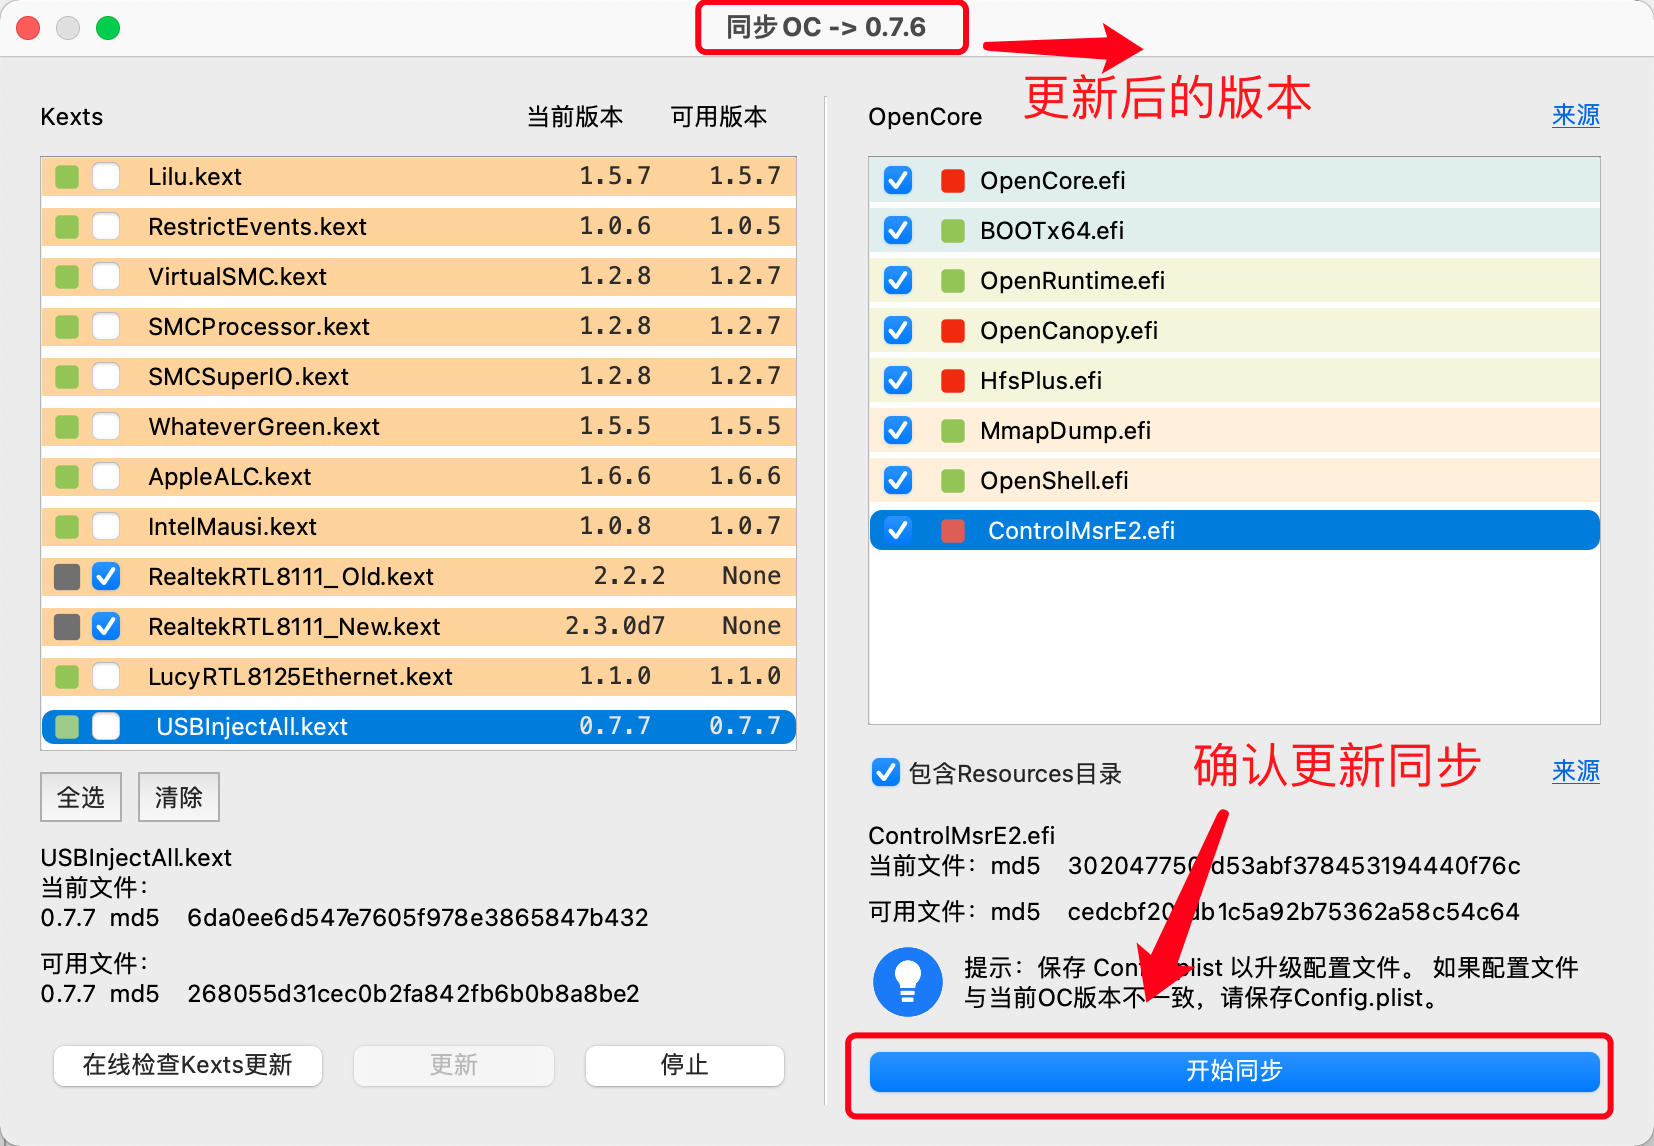 同步 OC -> 0.7.6
更新后的版本
Kexts 当前版本 可用版本
Lilu.kext 1.5.7 1.5.7
RestrictEvents.kext 1.0.6 1.0.5
VirtualSMC.kext 1.2.8 1.2.7
SMCProcessor.kext 1.2.8 1.2.7
SMCSuperIO.kext 1.2.8 1.2.7
WhateverGreen.kext 1.5.5 1.5.5
AppleALC.kext 1.6.6 1.6.6
IntelMausi.kext 1.0.8 1.0.7
RealtekRTL8111_Old.kext 2.2.2 None
RealtekRTL8111_New.kext 2.3.0d7 None
LucyRTL8125Ethernet.kext 1.1.0 1.1.0
USBInjectAll.kext 0.7.7 0.7.7
全选 清除
USBInjectAll.kext
当前文件：
0.7.7 md5 6da0ee6d547e7605f978e3865847b432
可用文件：
0.7.7 md5 268055d31cec0b2fa842fb6b0b8a8be2
在线检查Kexts更新 更新 停止
OpenCore 来源
OpenCore.efi
BOOTx64.efi
OpenRuntime.efi
OpenCanopy.efi
HfsPlus.efi
MmapDump.efi
OpenShell.efi
ControlMsrE2.efi
包含Resources目录 确认更新同步 来源
ControlMsrE2.efi
当前文件：md5
可用文件：md5
提示：保存 以升级配置文件。 如果配置文件
与当前OC版本不一致，请保存Config.plist。
开始同步